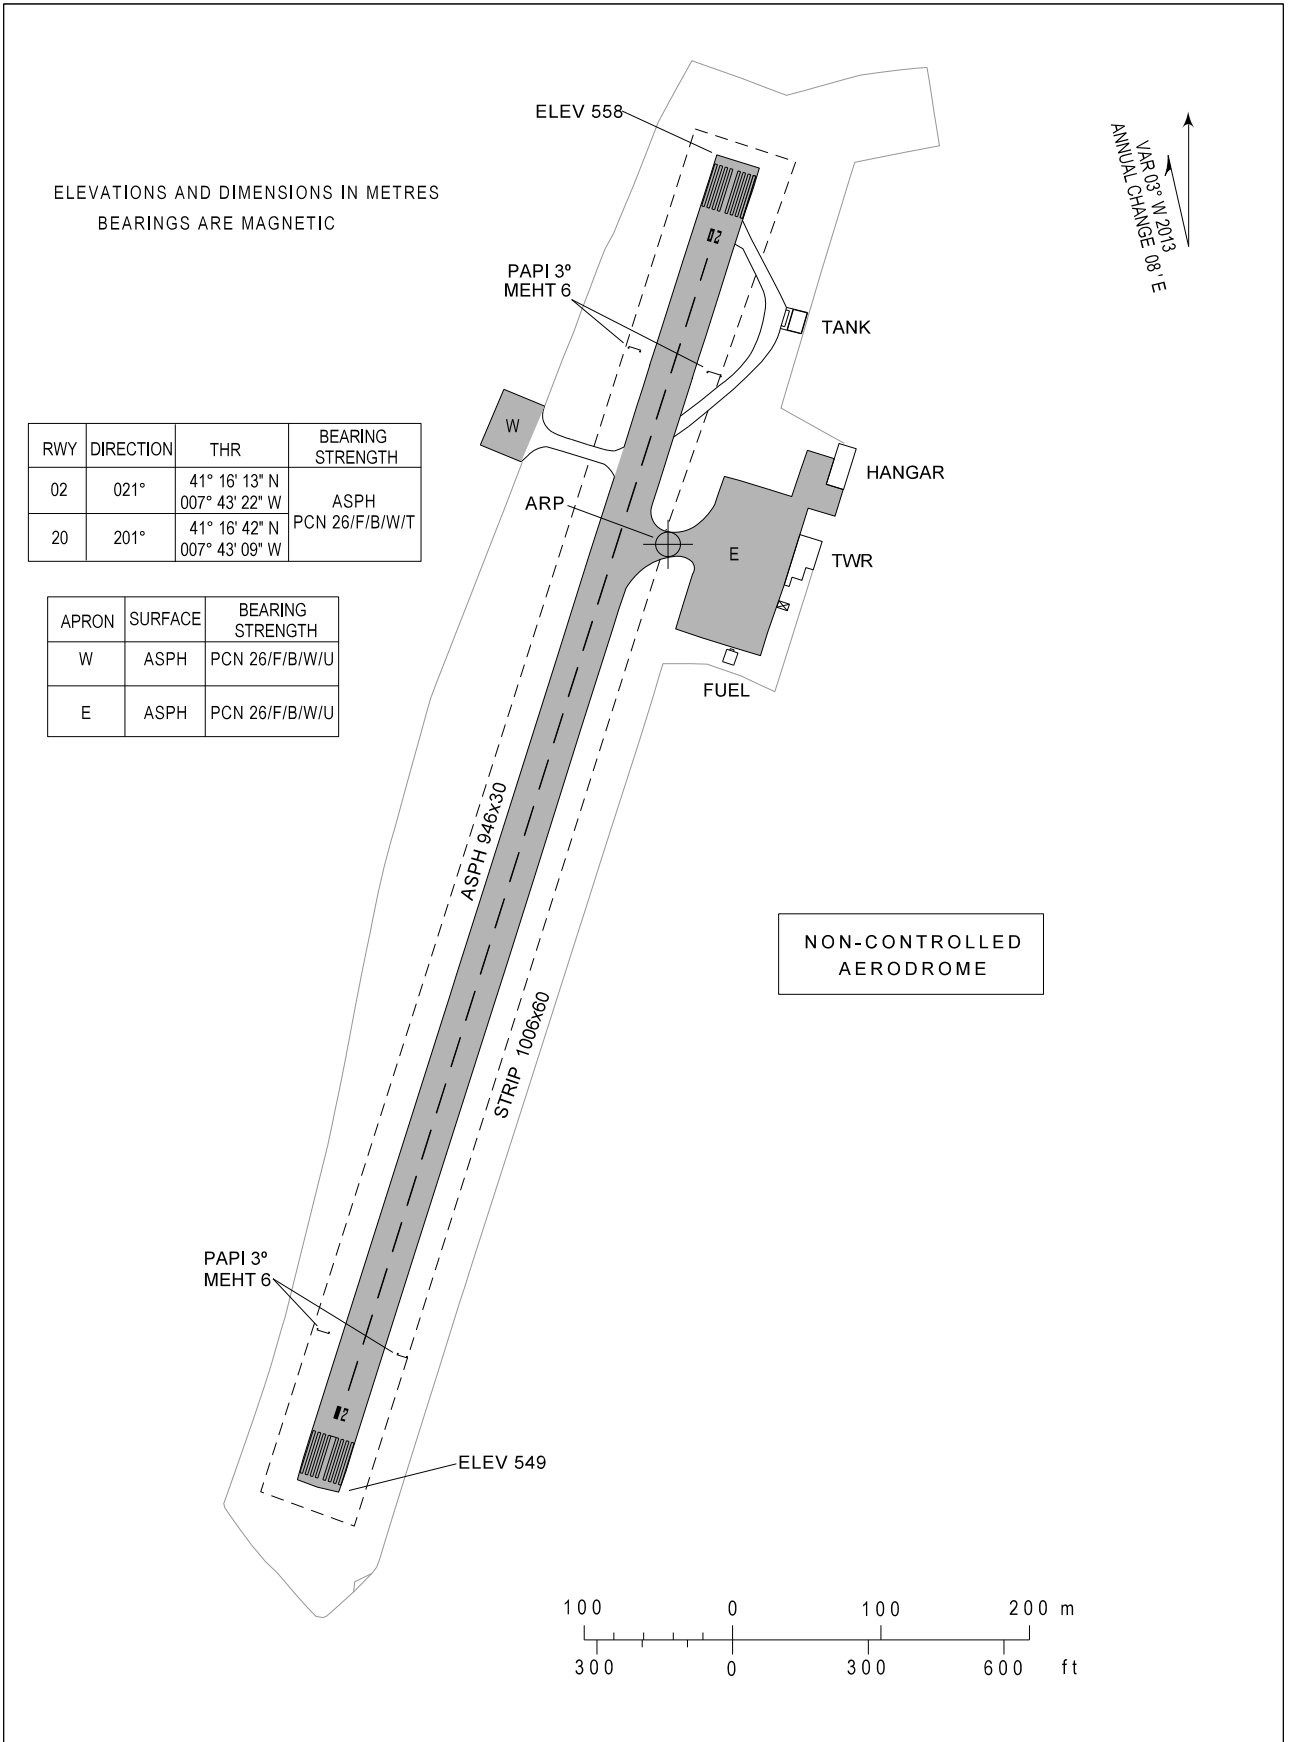 ELEV 558
ELEVATIONS AND DIMENSIONS IN METRES
BEARINGS ARE MAGNETIC
VAR 03° W 2013
ANNUAL CHANGE 08' E
PAPI 3º
MEHT 6
TANK
W
RWY DIRECTION THR BEARING STRENGTH
02 021° 41° 16' 13" N 007° 43' 22" W ASPH PCN 26/F/B/W/T
20 201° 41° 16' 42" N 007° 43' 09" W
HANGAR
ARP
E
TWR
APRON SURFACE BEARING STRENGTH
W ASPH PCN 26/F/B/W/U
E ASPH PCN 26/F/B/W/U
FUEL
ASPH 946x30
NON-CONTROLLED
AERODROME
STRIP 1006x60
PAPI 3º
MEHT 6
ELEV 549
100 0 100 200 m
300 0 300 600 ft